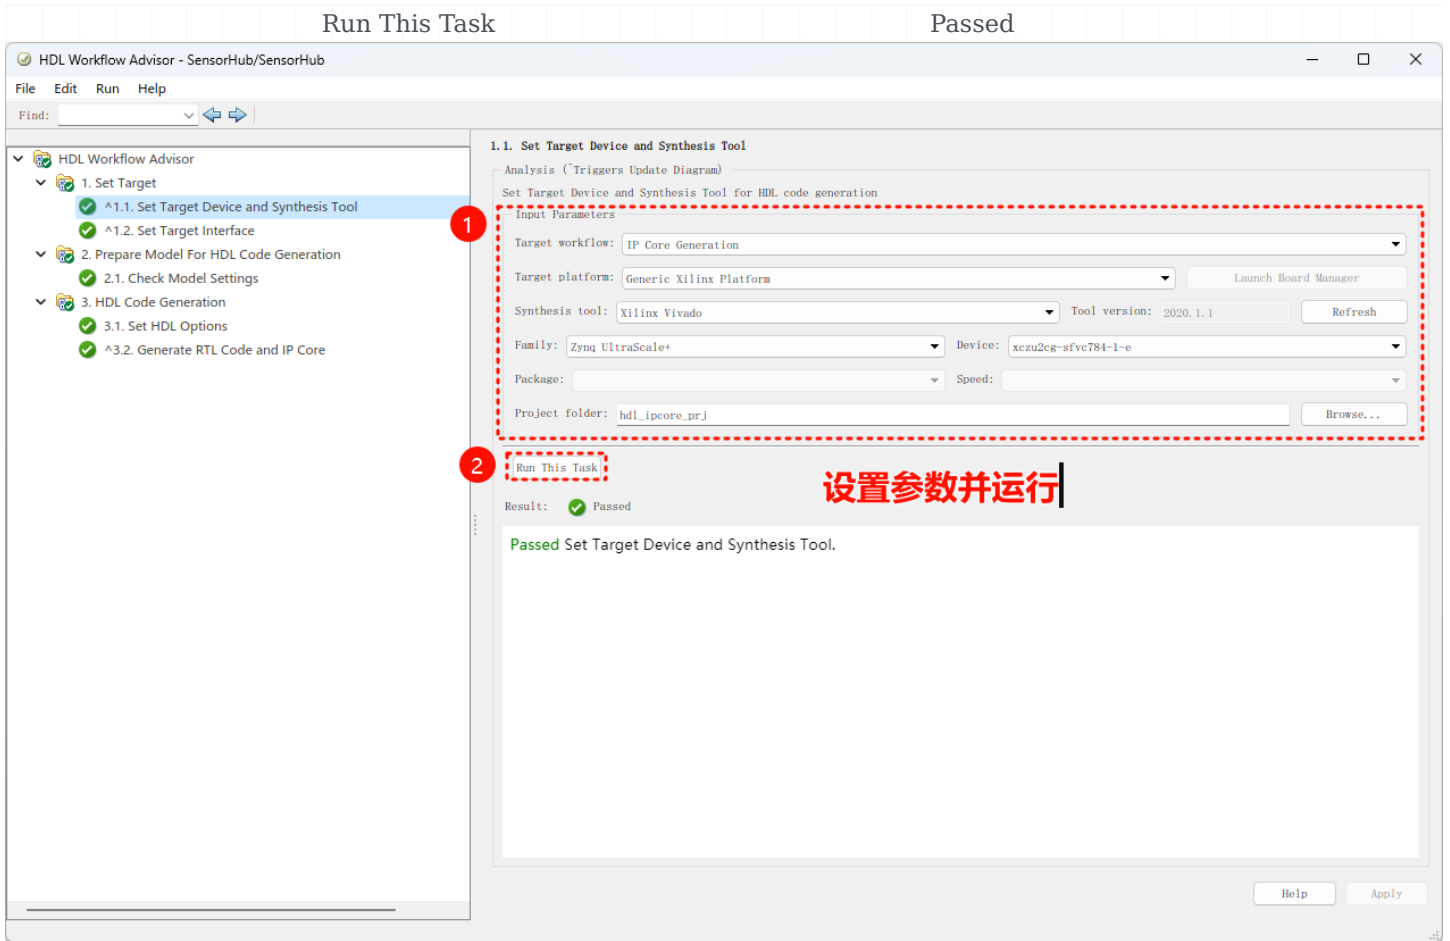 Run This Task Passed
HDL Workflow Advisor - SensorHub/SensorHub
File Edit Run Help
Find:
HDL Workflow Advisor
1. Set Target
^1.1. Set Target Device and Synthesis Tool
^1.2. Set Target Interface
2. Prepare Model For HDL Code Generation
2.1. Check Model Settings
3. HDL Code Generation
3.1. Set HDL Options
^3.2. Generate RTL Code and IP Core
1.1. Set Target Device and Synthesis Tool
Analysis (^Triggers Update Diagram)
Set Target Device and Synthesis Tool for HDL code generation
1
Input Parameters
Target workflow: IP Core Generation
Target platform: Generic Xilinx Platform Launch Board Manager
Synthesis tool: Xilinx Vivado Tool version: 2020.1.1 Refresh
Family: Zynq UltraScale+ Device: xczu2cg-sfvc784-1-e
Package: Speed:
Project folder: hdl_ipcore_prj Browse...
2
Run This Task
设置参数并运行
Result: Passed
Passed Set Target Device and Synthesis Tool.
Help Apply